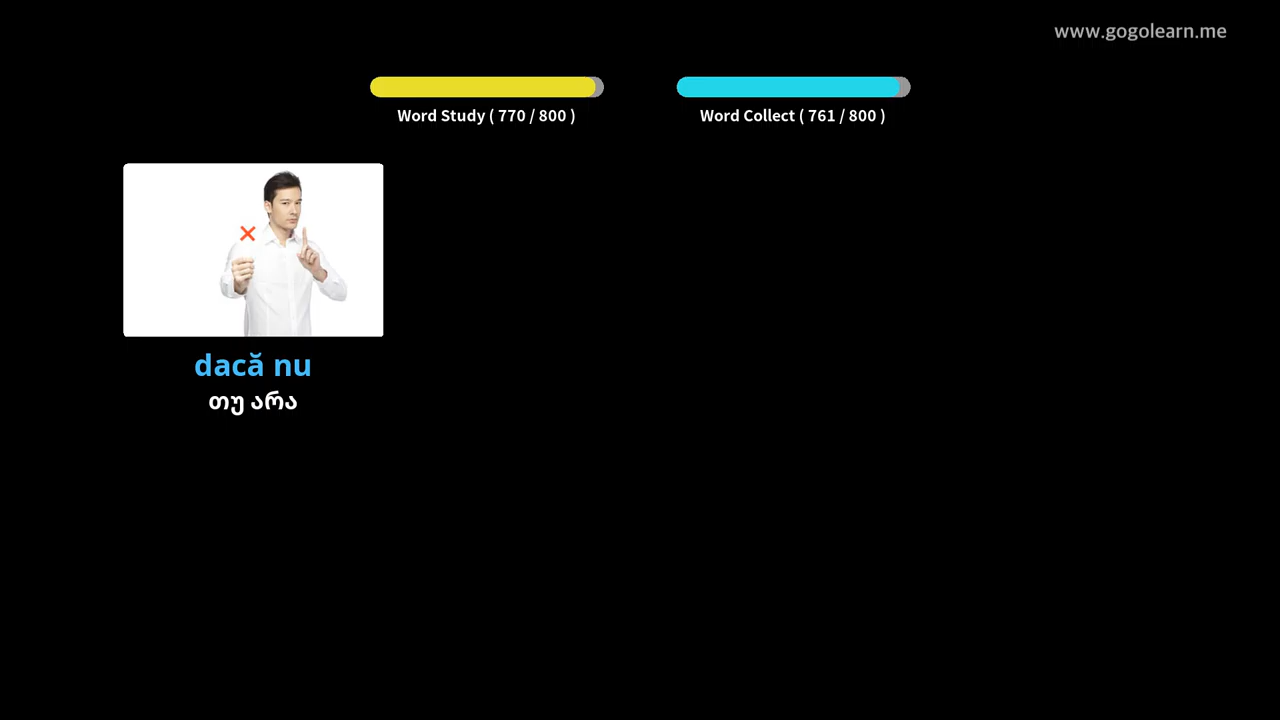 www.gogolearn.me
Word Study ( 770 / 800 )
Word Collect ( 761 / 800 )
dacă nu
თუ არა